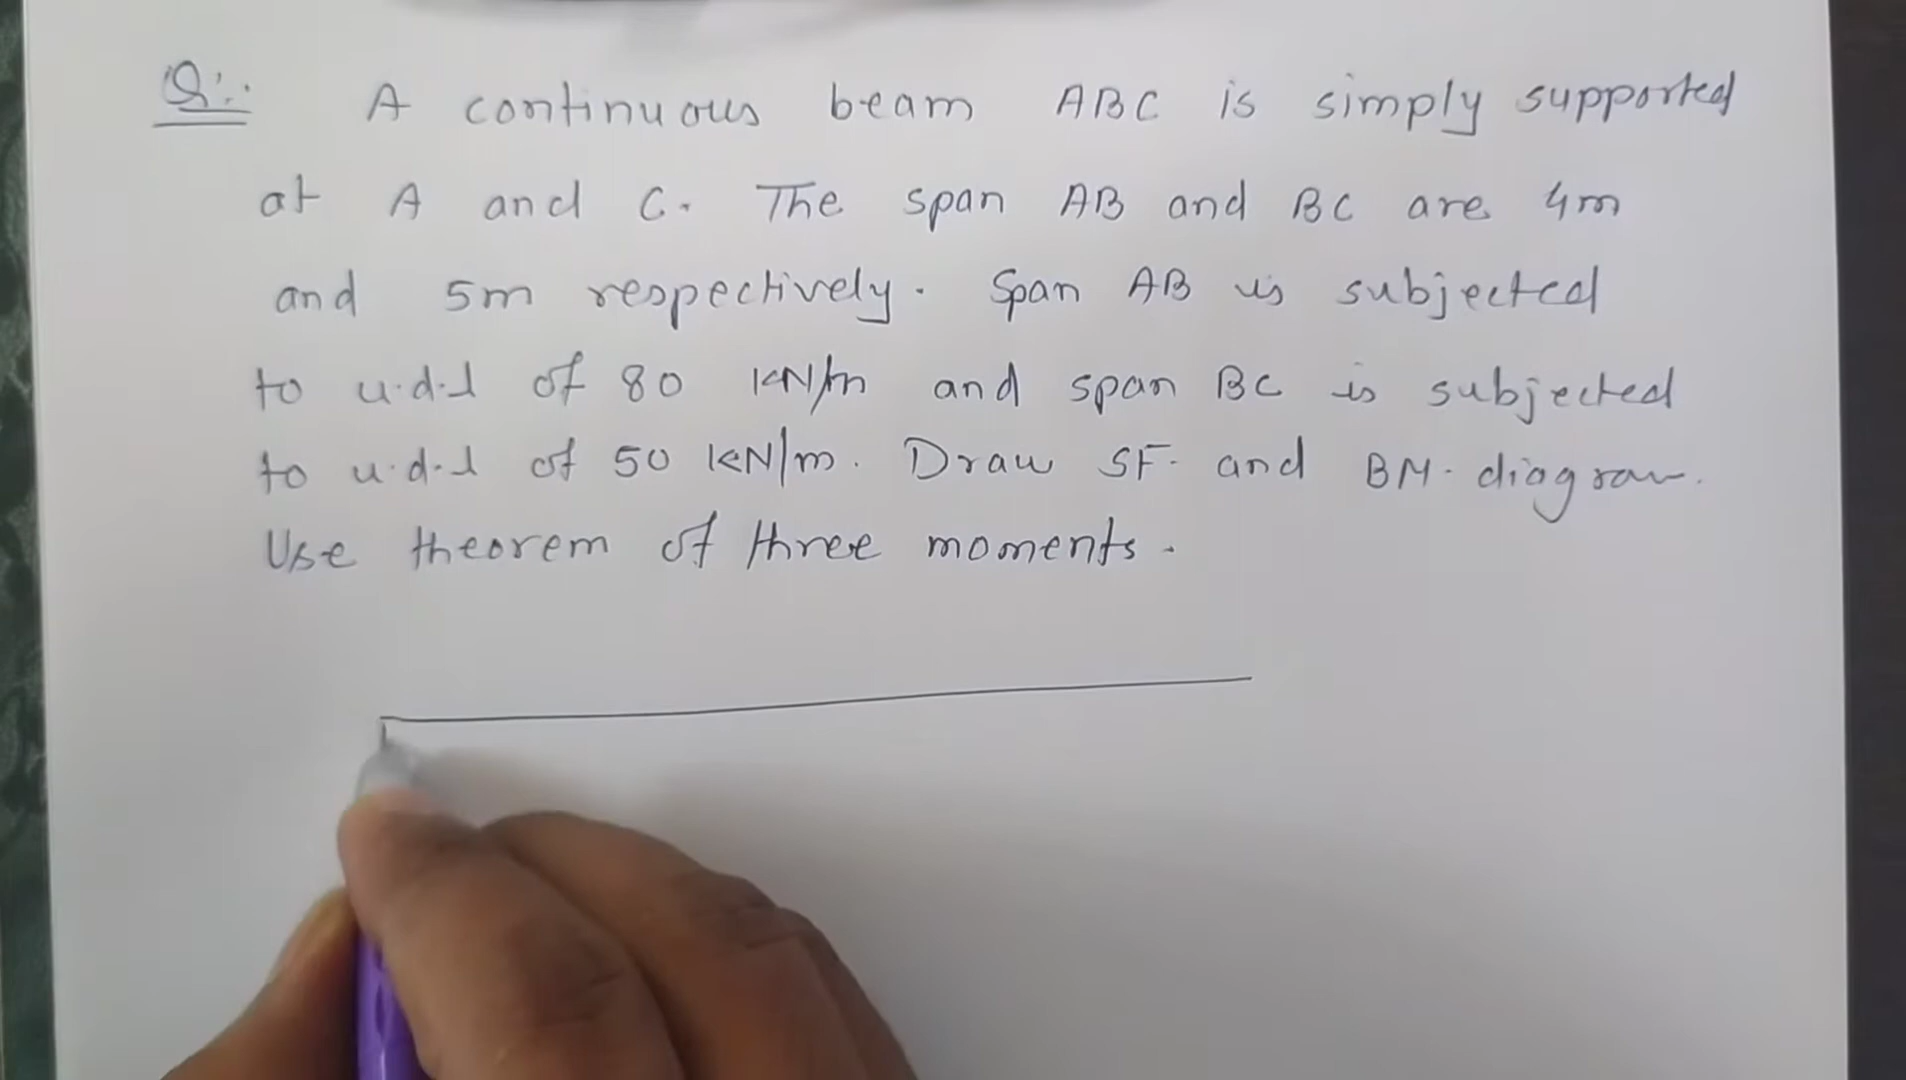 Q:-
A continuous beam ABC is simply supported
at A and C. The span AB and BC are 4m
and 5m respectively. Span AB is subjected
to u.d.l of 80 KN/m and span BC is subjected
to u.d.l of 50 KN/m. Draw SF. and BM. diagram.
Use theorem of three moments.